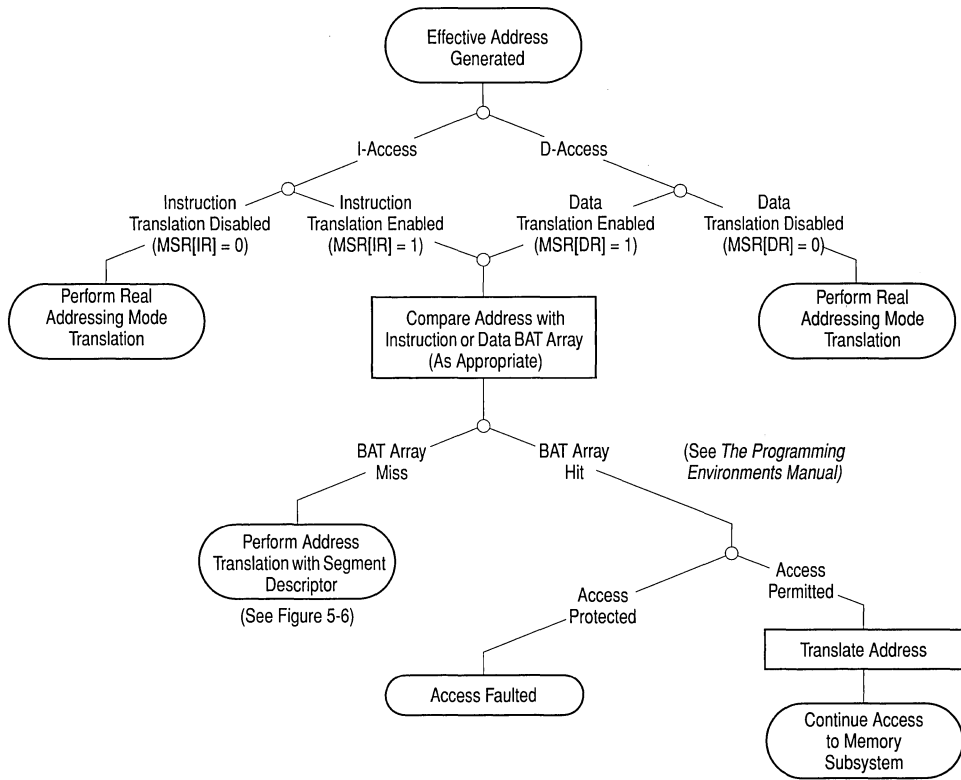 Effective Address
Generated
I-Access
D-Access
Instruction
Translation Disabled
(MSR[IR] = 0)
Instruction
Translation Enabled
(MSR[IR] = 1)
Data
Translation Enabled
(MSR[DR] = 1)
Data
Translation Disabled
(MSR[DR] = 0)
Perform Real
Addressing Mode
Translation
Compare Address with
Instruction or Data BAT Array
(As Appropriate)
Perform Real
Addressing Mode
Translation
BAT Array
Miss
BAT Array
Hit
(See The Programming
Environments Manual)
Perform Address
Translation with Segment
Descriptor
(See Figure 5-6)
Access
Protected
Access
Permitted
Access Faulted
Translate Address
Continue Access
to Memory
Subsystem